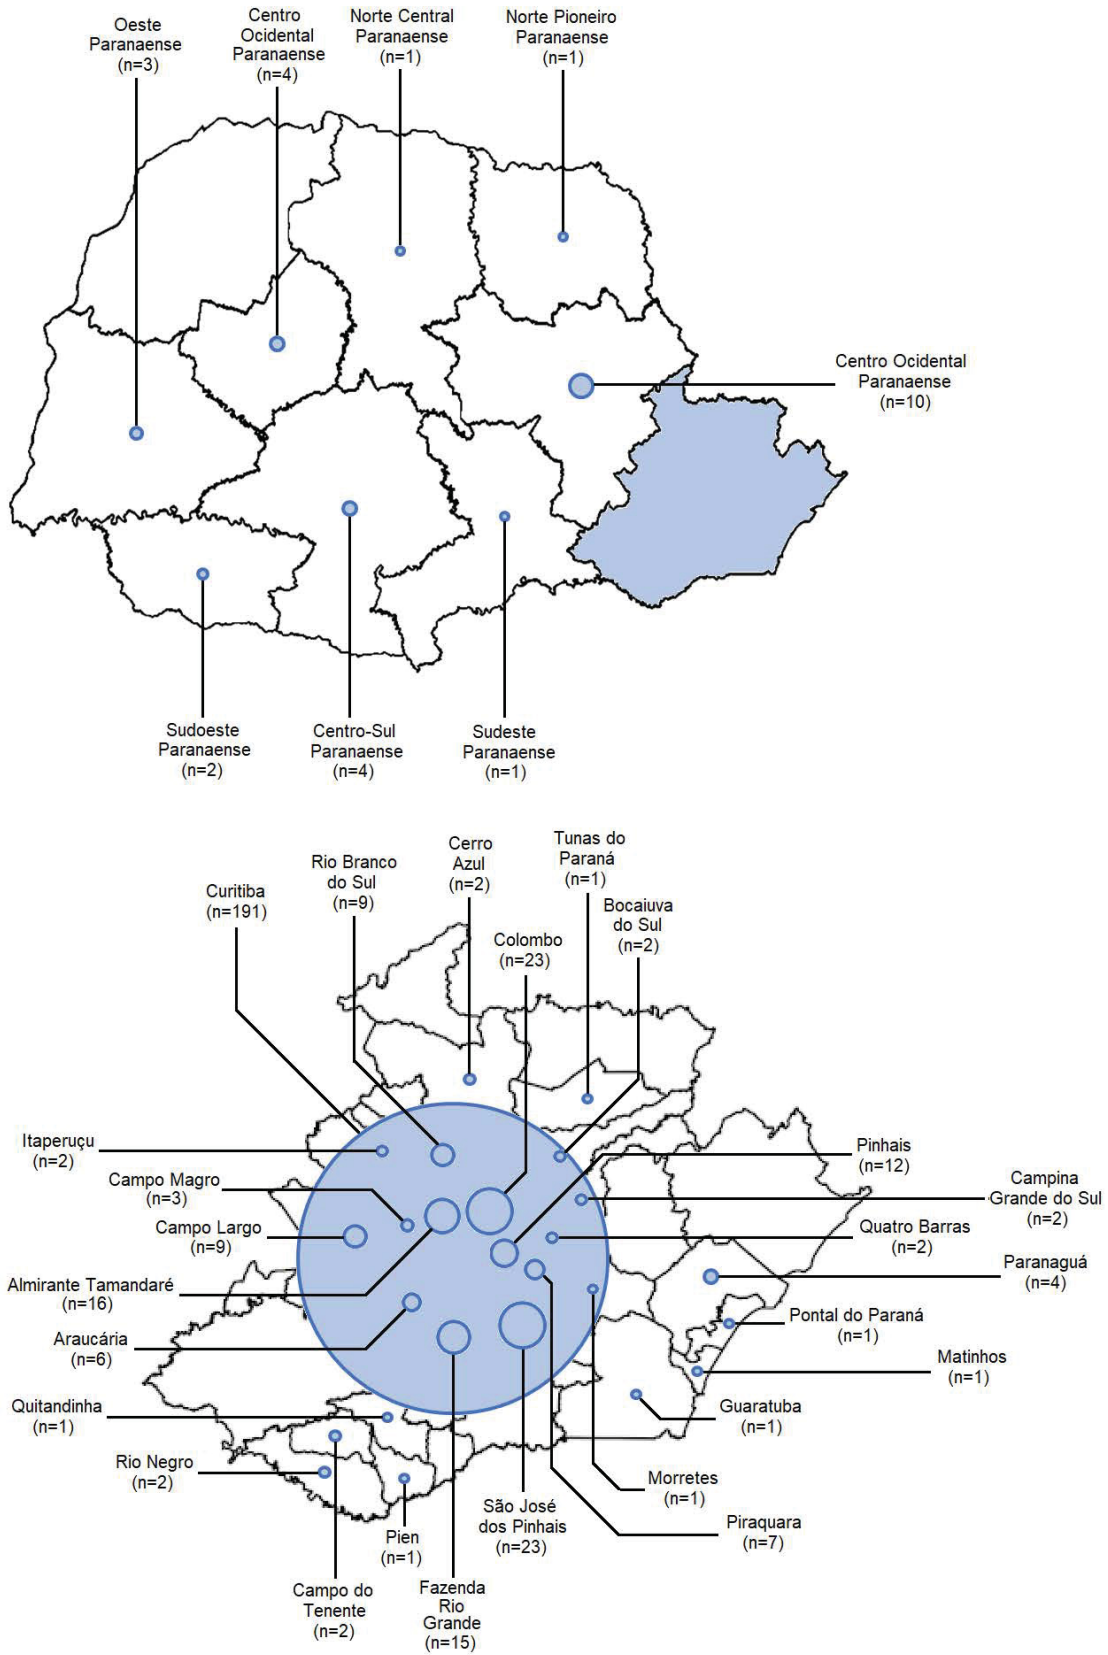 Oeste
Paranaense
(n=3)
Centro
Ocidental
Paranaense
(n=4)
Norte Central
Paranaense
(n=1)
Norte Pioneiro
Paranaense
(n=1)
Centro Ocidental
Paranaense
(n=10)
Sudoeste
Paranaense
(n=2)
Centro-Sul
Paranaense
(n=4)
Sudeste
Paranaense
(n=1)
Curitiba
(n=191)
Rio Branco
do Sul
(n=9)
Cerro
Azul
(n=2)
Colombo
(n=23)
Tunas do
Paraná
(n=1)
Bocaiuva
do Sul
(n=2)
Itaperuçu
(n=2)
Campo Magro
(n=3)
Campo Largo
(n=9)
Almirante Tamandaré
(n=16)
Araucária
(n=6)
Quitandinha
(n=1)
Rio Negro
(n=2)
Pinhais
(n=12)
Campina
Grande do Sul
(n=2)
Quatro Barras
(n=2)
Paranaguá
(n=4)
Pontal do Paraná
(n=1)
Matinhos
(n=1)
Guaratuba
(n=1)
Morretes
(n=1)
Piraquara
(n=7)
São José
dos Pinhais
(n=23)
Pien
(n=1)
Campo do
Tenente
(n=2)
Fazenda
Rio
Grande
(n=15)